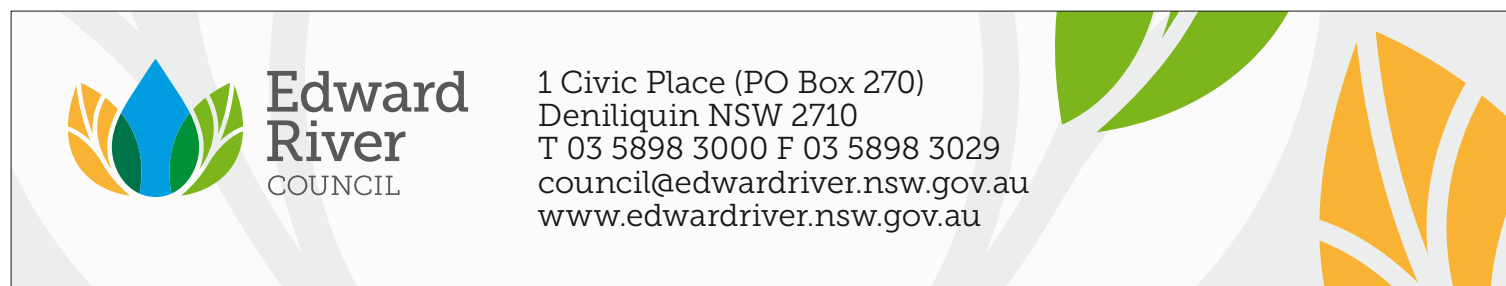 Edward
River
COUNCIL
1 Civic Place (PO Box 270)
Deniliquin NSW 2710
T 03 5898 3000 F 03 5898 3029
council@edwardriver.nsw.gov.au
www.edwardriver.nsw.gov.au